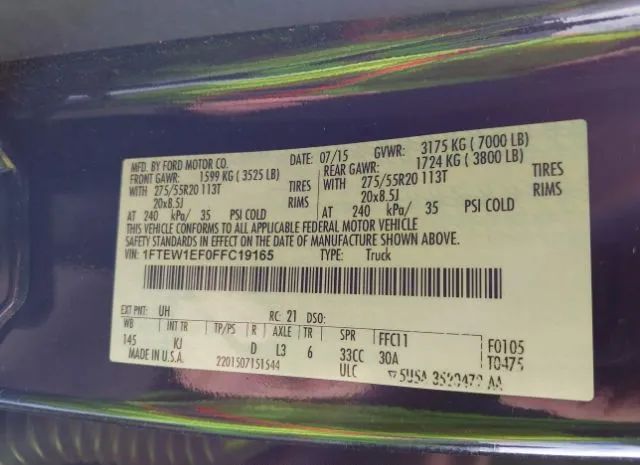 MFD. BY FORD MOTOR CO. DATE: 07/15 GVWR: 3175 KG ( 7000 LB)
FRONT GAWR: 1599 KG ( 3525 LB) REAR GAWR: 1724 KG ( 3800 LB)
WITH 275/55R20 113T TIRES WITH 275/55R20 113T TIRES
20x8.5J RIMS 20x8.5J RIMS
AT 240 kPa/ 35 PSI COLD AT 240 kPa/ 35 PSI COLD
THIS VEHICLE CONFORMS TO ALL APPLICABLE FEDERAL MOTOR VEHICLE
SAFETY STANDARDS IN EFFECT ON THE DATE OF MANUFACTURE SHOWN ABOVE.
VIN: 1FTEW1EF0FFC19165 TYPE: Truck
EXT PNT: UH RC: 21 DSO:
WB INT TR TP/PS R AXLE TR SPR FFC11 F0105
145 KJ D L3 6 33CC 30A T0475
MADE IN U.S.A. 2201507151544 ULC